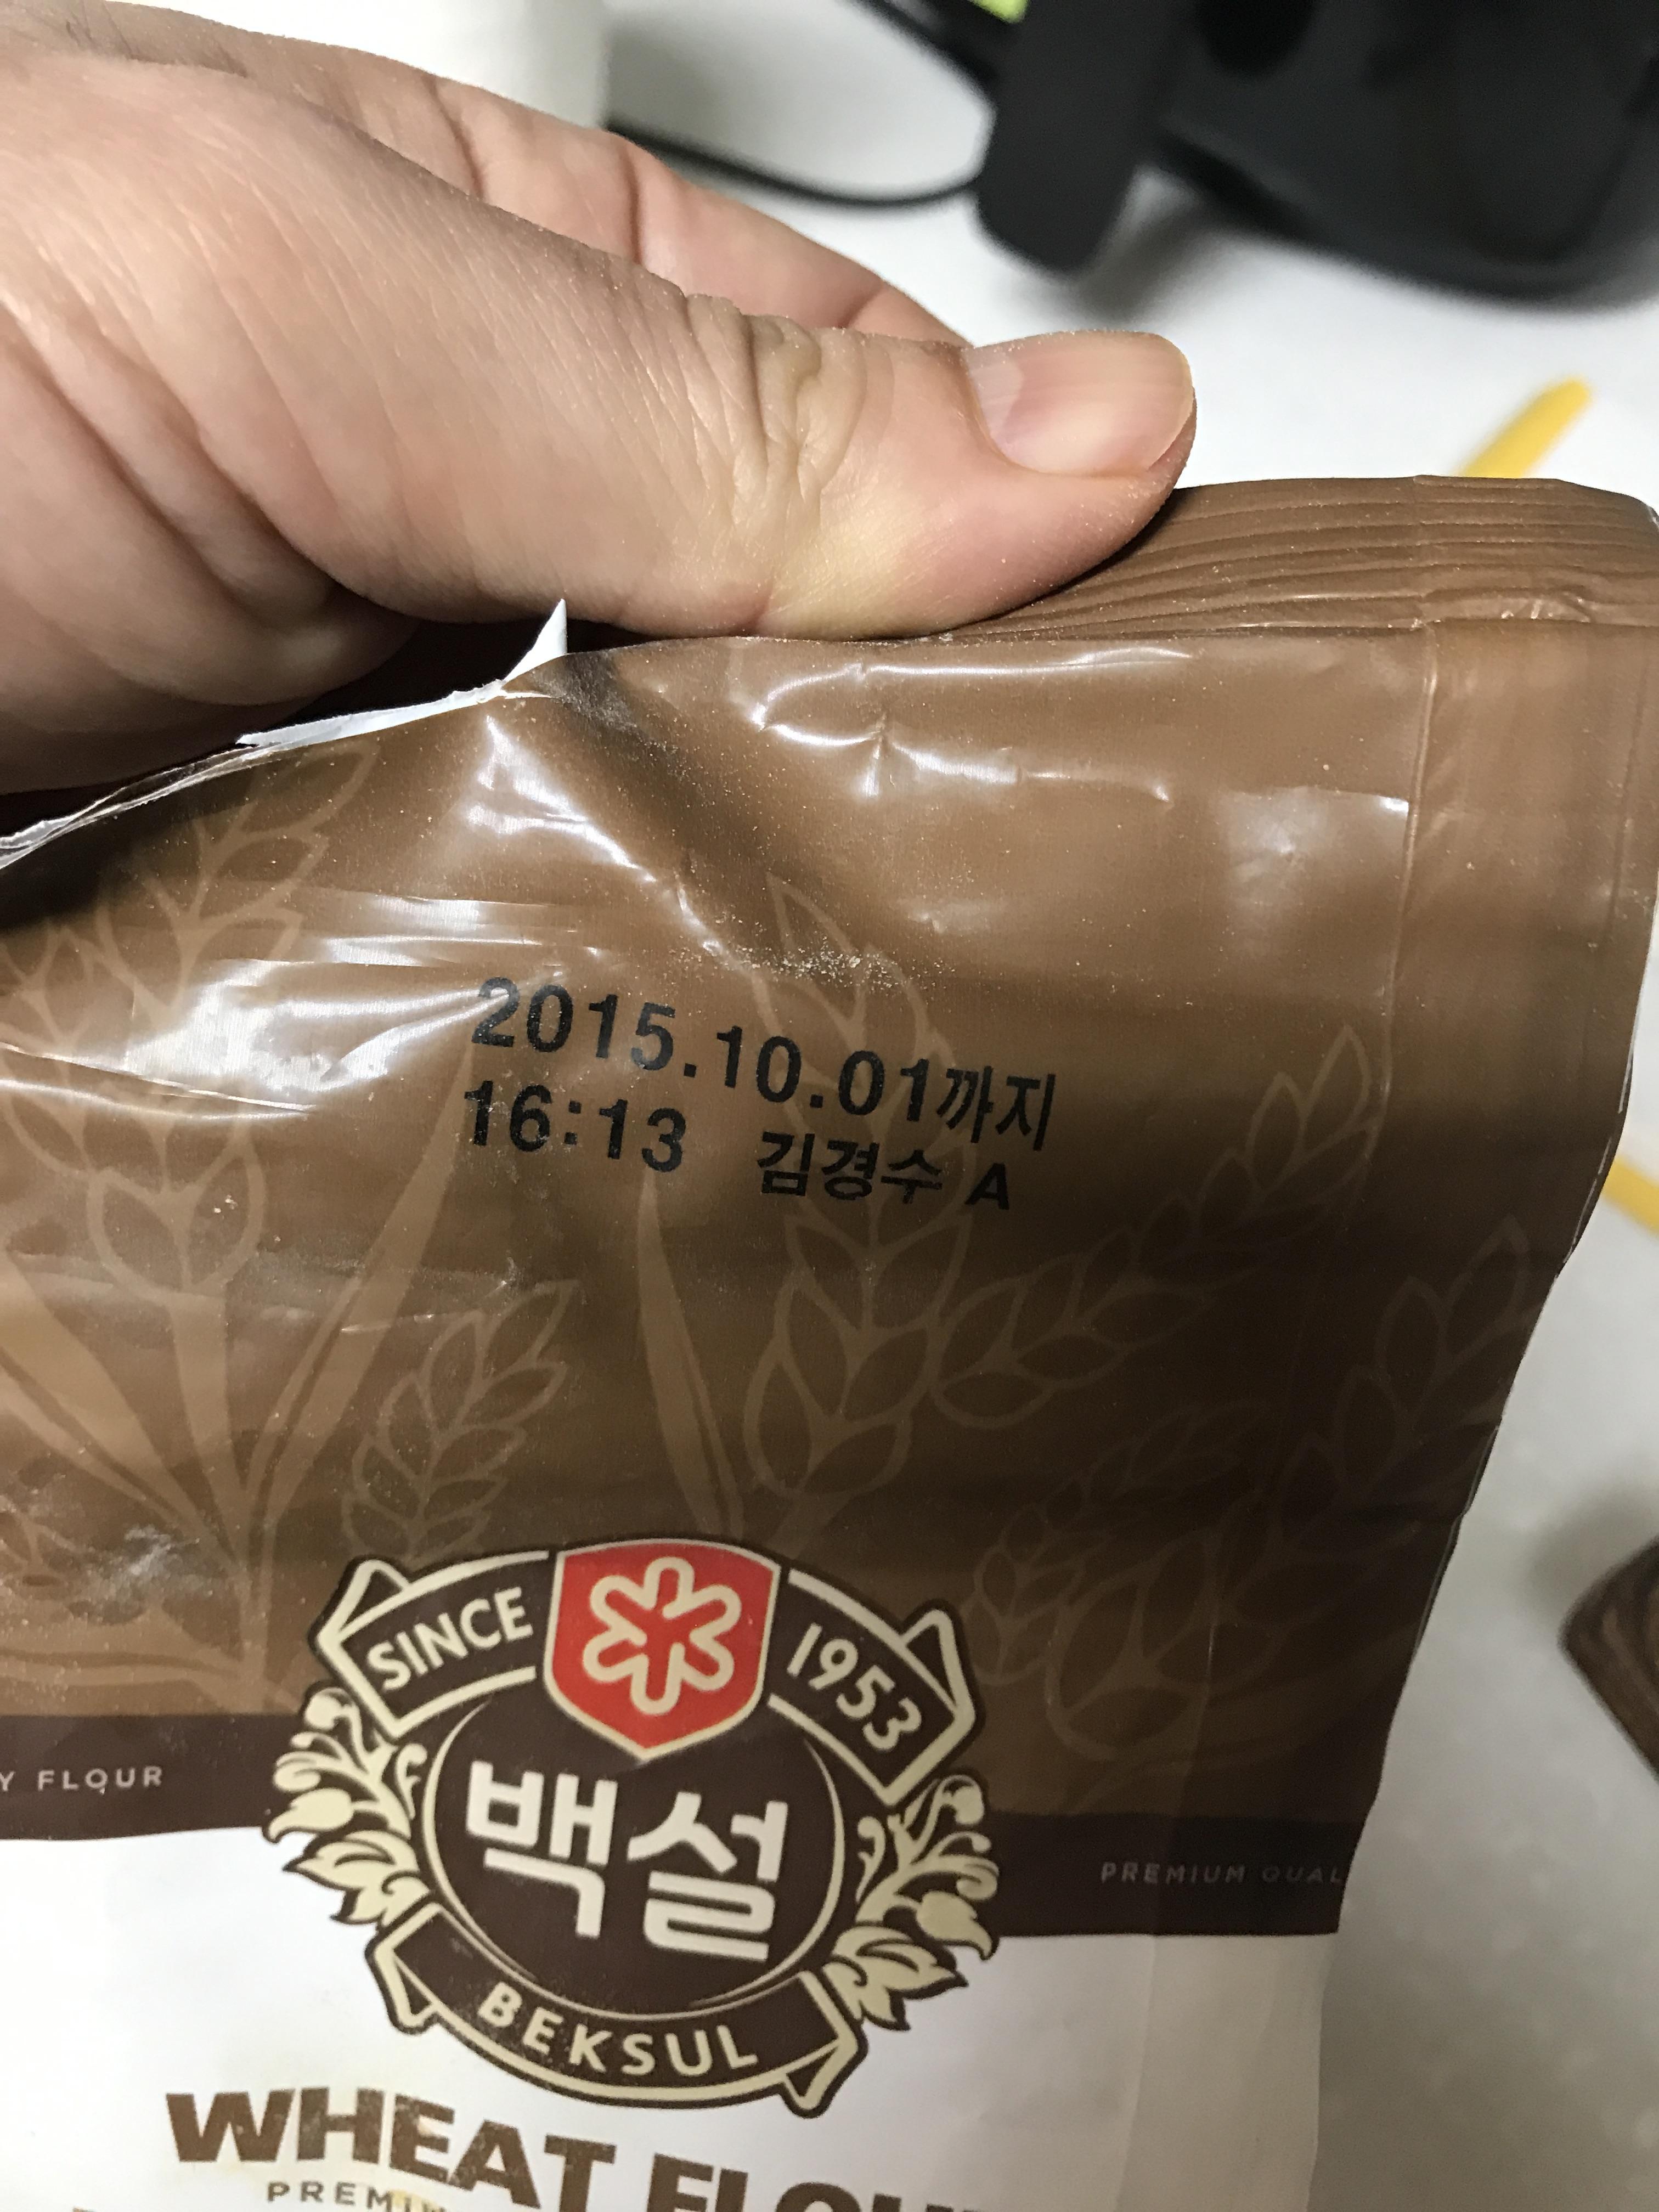 2015.10.01까지
16:13 김경수 A
SINCE 1953
백설
BEKSUL
Y FLOUR
PREMIUM QUAL
WHEAT FLOU